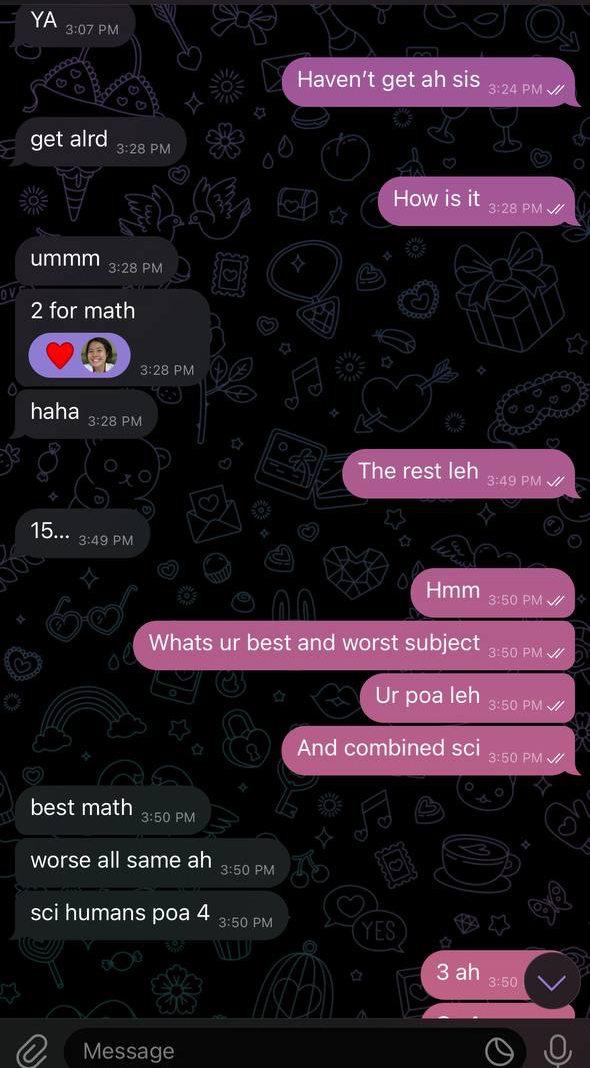 YA 3:07 PM
Haven't get ah sis 3:24 PM
get alrd 3:28 PM
How is it 3:28 PM
ummm 3:28 PM
2 for math
3:28 PM
haha 3:28 PM
The rest leh 3:49 PM
15... 3:49 PM
Hmm 3:50 PM
Whats ur best and worst subject 3:50 PM
Ur poa leh 3:50 PM
And combined sci 3:50 PM
best math 3:50 PM
worse all same ah 3:50 PM
sci humans poa 4 3:50 PM
YES
3 ah 3:50
Message